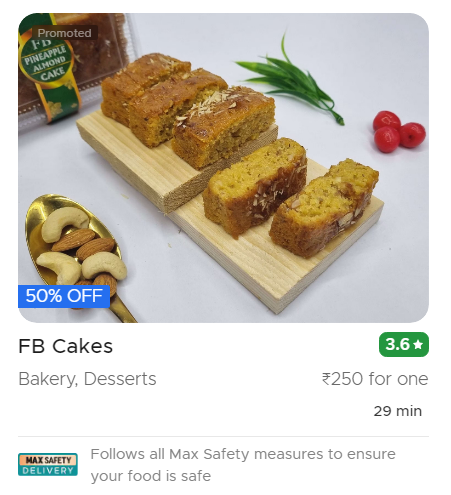 Promoted
FB
PINEAPPLE
ALMOND
CAKE
50% OFF
FB Cakes
3.6★
Bakery, Desserts
₹250 for one
29 min
MAX SAFETY
DELIVERY
Follows all Max Safety measures to ensure
your food is safe